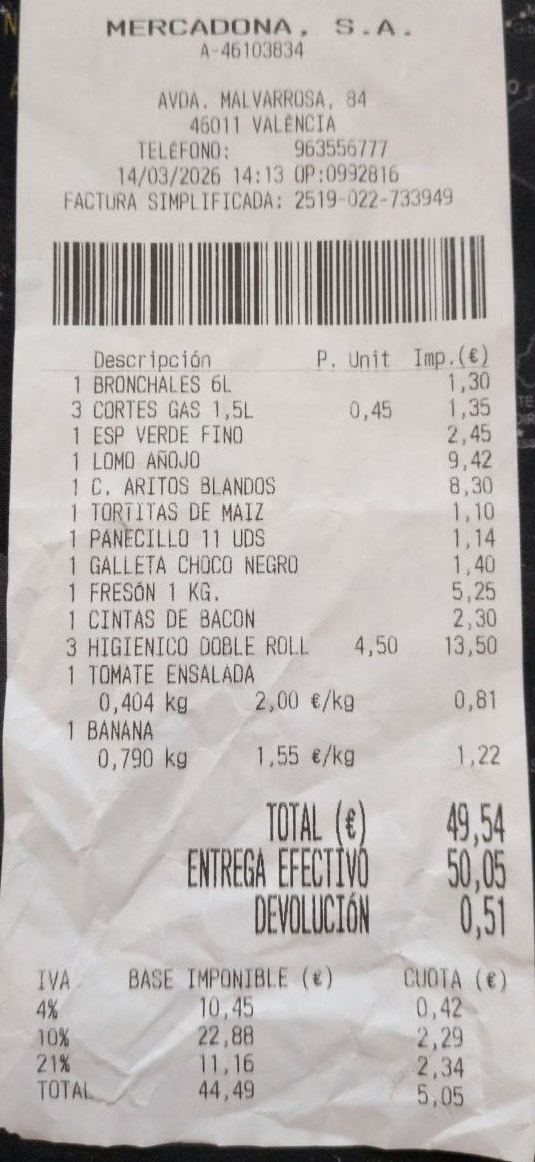 MERCADONA, S.A.
A-46103834
AVDA. MALVARROSA, 84
46011 VALÈNCIA
TELÉFONO: 963556777
14/03/2026 14:13 OP:0992816
FACTURA SIMPLIFICADA: 2519-022-733949
Descripción P. Unit Imp.(€)
1 BRONCHALES 6L 1,30
3 CORTES GAS 1,5L 0,45 1,35
1 ESP VERDE FINO 2,45
1 LOMO AÑOJO 9,42
1 C. ARITOS BLANDOS 8,30
1 TORTITAS DE MAIZ 1,10
1 PANECILLO 11 UDS 1,14
1 GALLETA CHOCO NEGRO 1,40
1 FRESÓN 1 KG. 5,25
1 CINTAS DE BACON 2,30
3 HIGIENICO DOBLE ROLL 4,50 13,50
1 TOMATE ENSALADA
0,404 kg 2,00 €/kg 0,81
1 BANANA
0,790 kg 1,55 €/kg 1,22
TOTAL (€) 49,54
ENTREGA EFECTIVO 50,05
DEVOLUCIÓN 0,51
IVA BASE IMPONIBLE (€) CUOTA (€)
4% 10,45 0,42
10% 22,88 2,29
21% 11,16 2,34
TOTAL 44,49 5,05